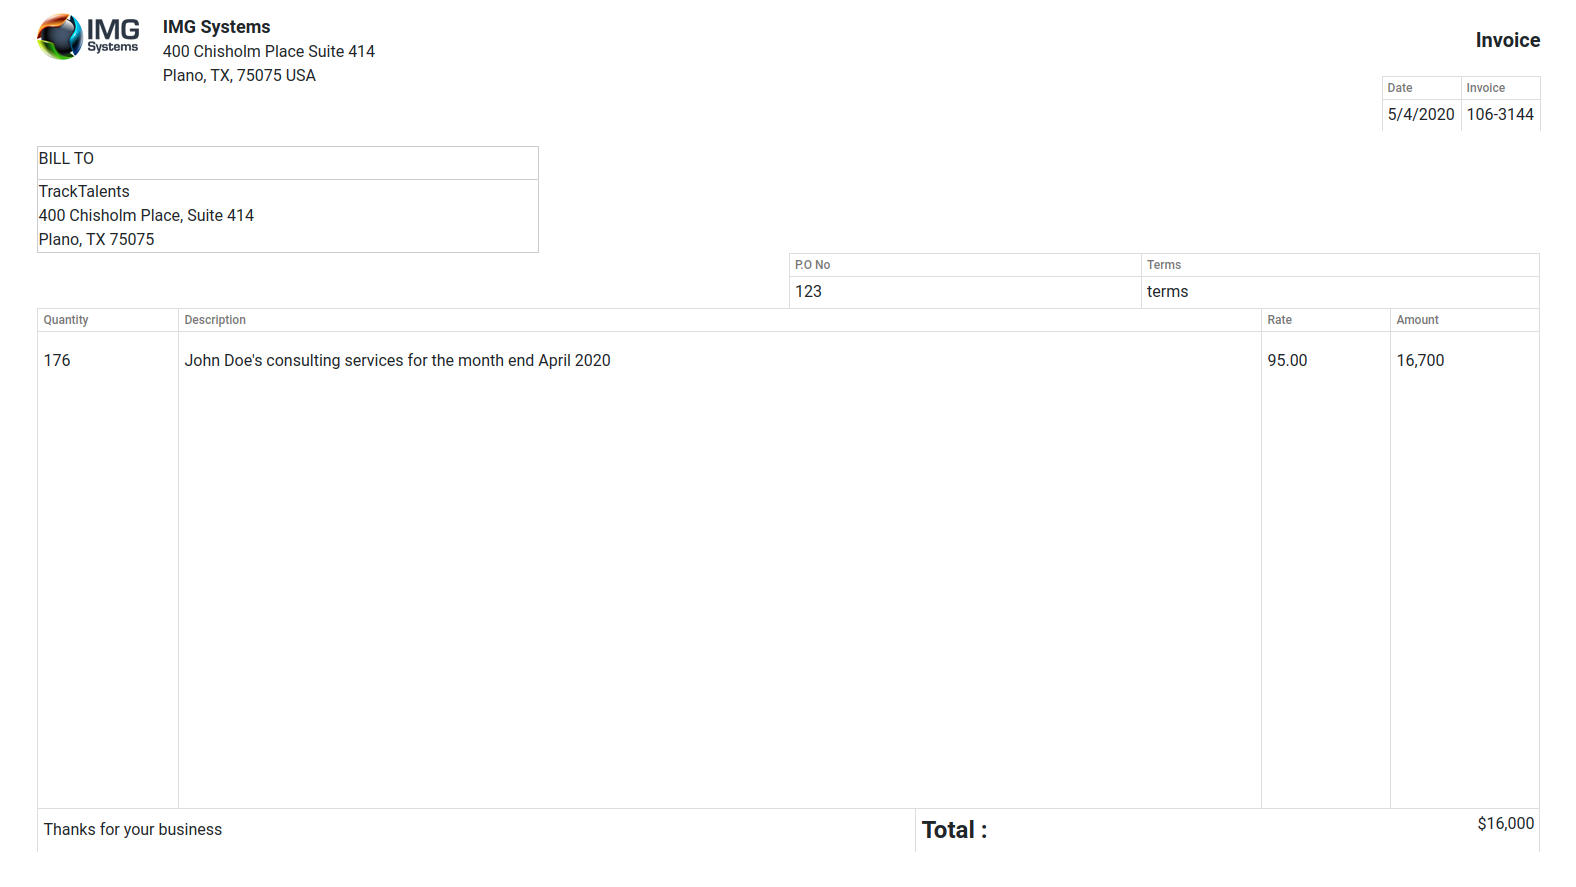 IMG
Systems
IMG Systems
400 Chisholm Place Suite 414
Plano, TX, 75075 USA
Invoice
Date Invoice
5/4/2020 106-3144
BILL TO
TrackTalents
400 Chisholm Place, Suite 414
Plano, TX 75075
P.O No Terms
123 terms
Quantity Description Rate Amount
176 John Doe's consulting services for the month end April 2020 95.00 16,700
Thanks for your business Total : $16,000